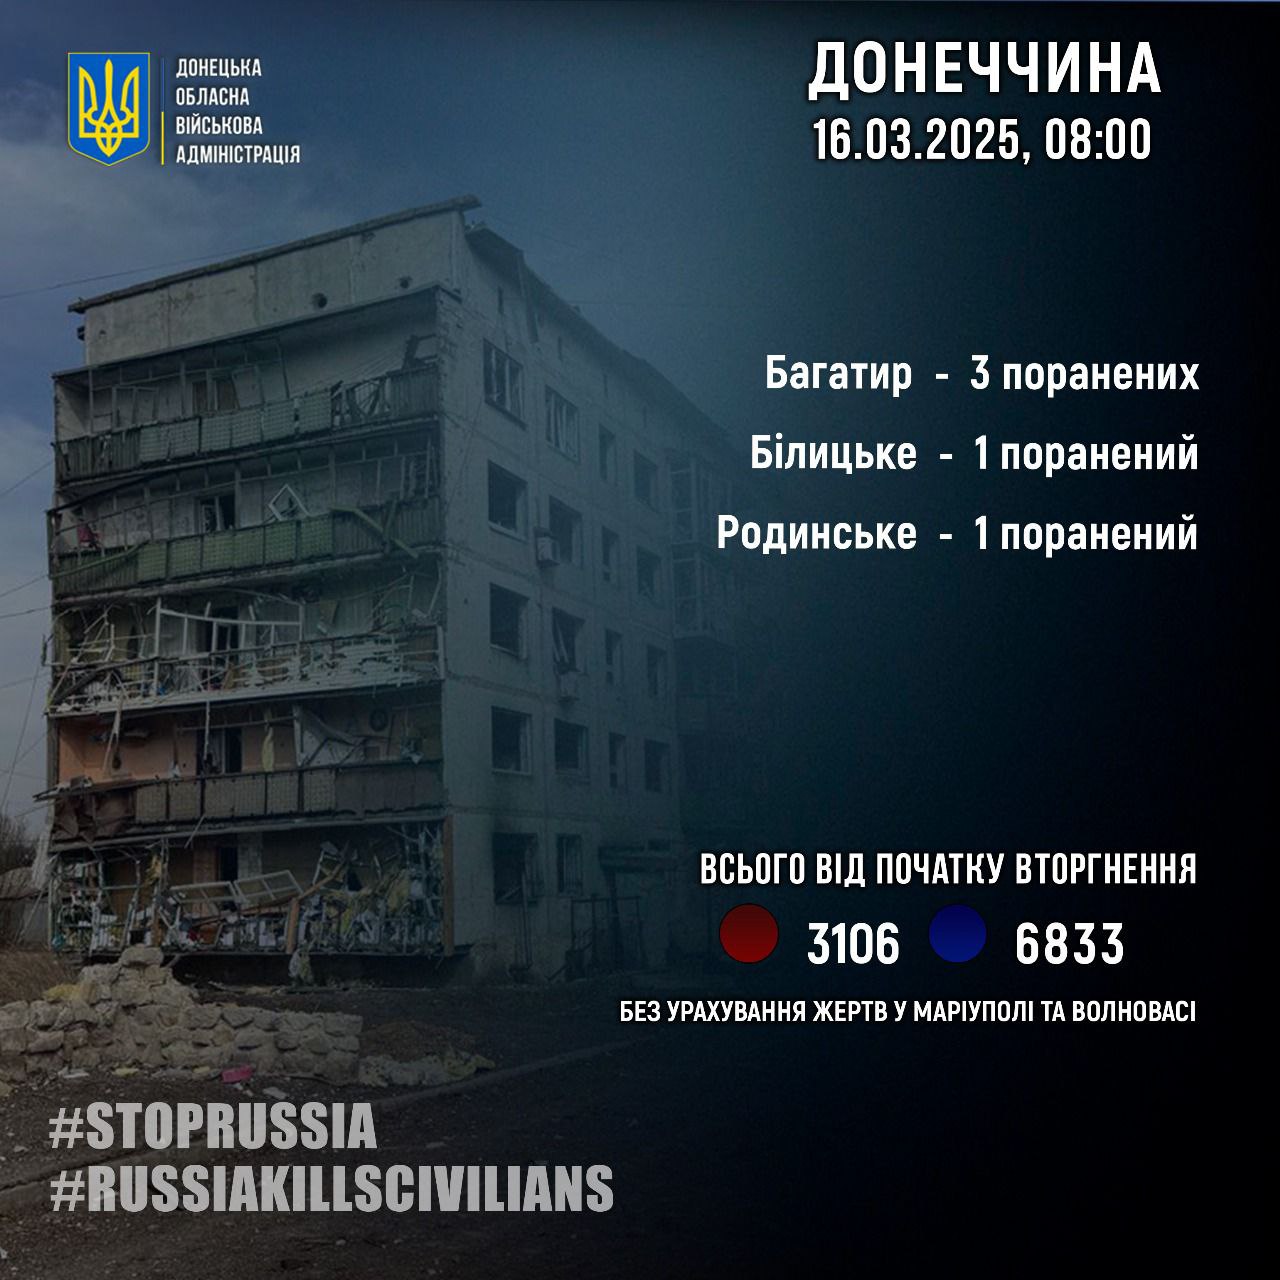 ДОНЕЦЬКА
ОБЛАСНА
ВІЙСЬКОВА
АДМІНІСТРАЦІЯ
ДОНЕЧЧИНА
16.03.2025, 08:00
Багатир - 3 поранених
Білицьке - 1 поранений
Родинське - 1 поранений
ВСЬОГО ВІД ПОЧАТКУ ВТОРГНЕННЯ
3106 6833
БЕЗ УРАХУВАННЯ ЖЕРТВ У МАРІУПОЛІ ТА ВОЛНОВАСІ
#STOPRUSSIA
#RUSSIAKILLSCIVILIANS